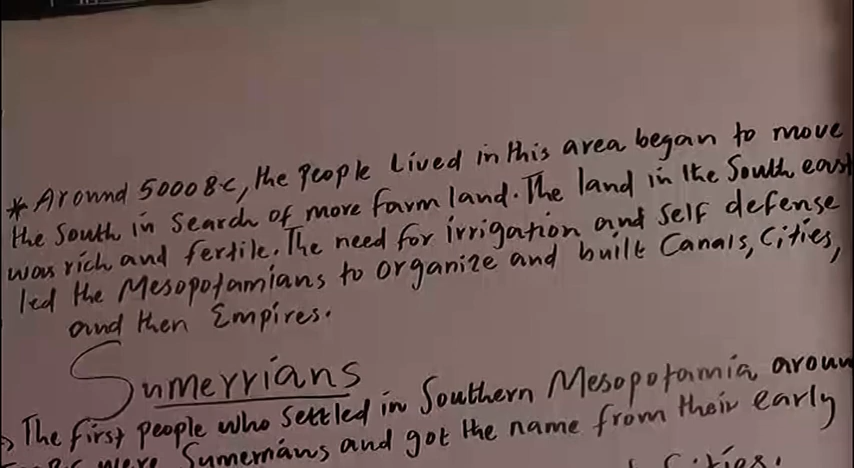 * Around 5000 B.C, the people Lived in this area began to move
the South in Search of more farm land. The land in the South east
was rich and fertile. The need for irrigation and self defense
led the Mesopotamians to organize and built Canals, Cities,
and then Empires.
Sumerrians
The first people who settled in Southern Mesopotamia aroun
B.C were Sumerians and got the name from their early
Cities.